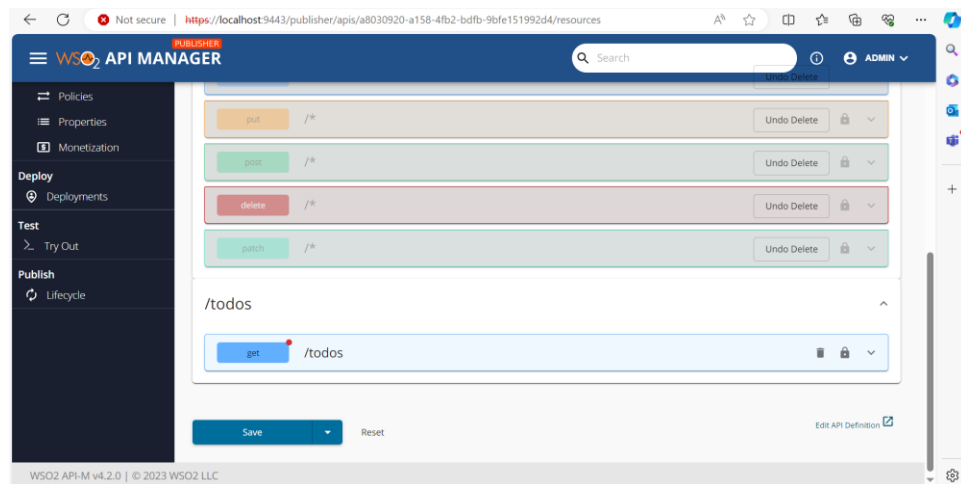 Not secure
https://localhost:9443/publisher/apis/a8030920-a158-4fb2-bdfb-9bfe151992d4/resources
PUBLISHER
WSO2 API MANAGER
Search
ADMIN
Undo Delete
Policies
Properties
Monetization
Deploy
Deployments
Test
Try Out
Publish
Lifecycle
put /* Undo Delete
post /* Undo Delete
delete /* Undo Delete
patch /* Undo Delete
/todos
get /todos
Save Reset Edit API Definition
WSO2 API-M v4.2.0 | © 2023 WSO2 LLC